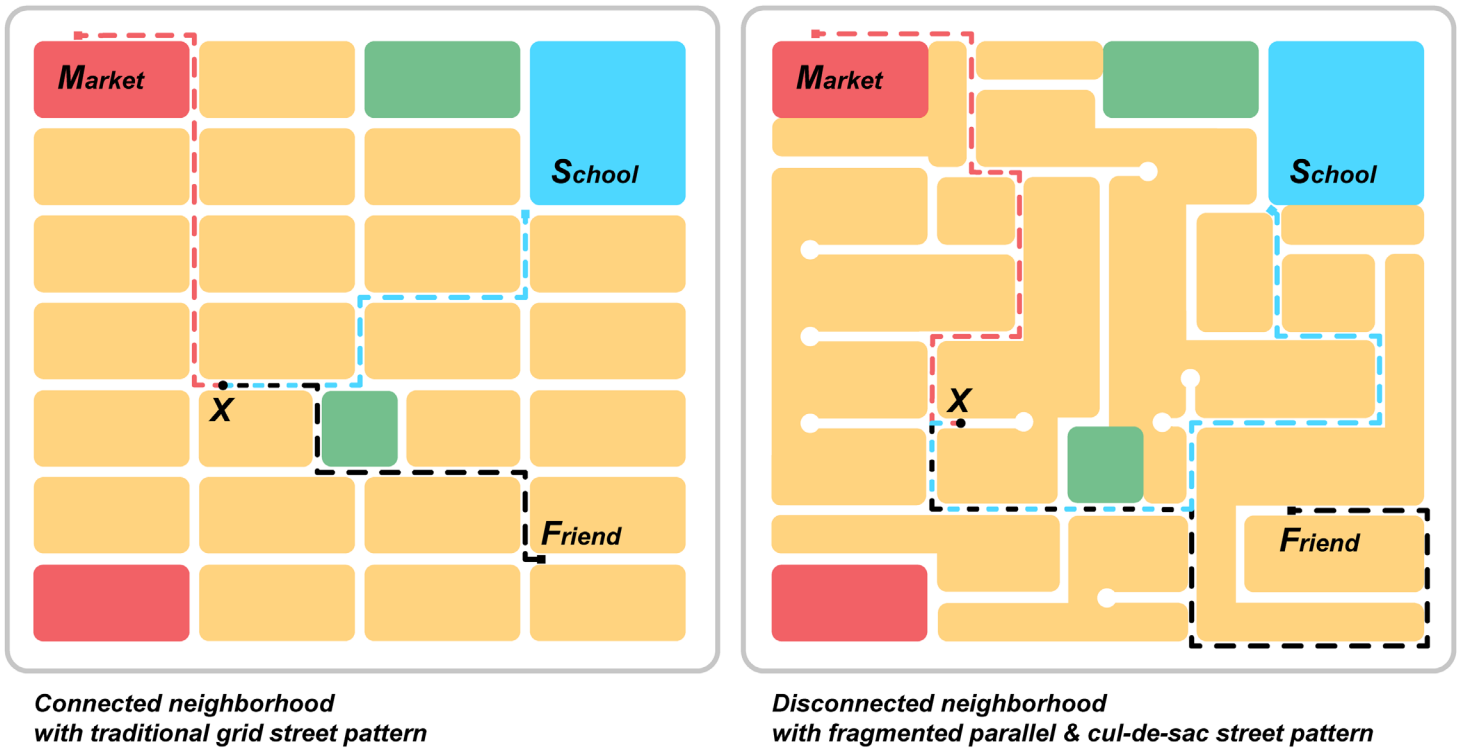 Market
School
X
Friend
Connected neighborhood
with traditional grid street pattern
Market
School
X
Friend
Disconnected neighborhood
with fragmented parallel & cul-de-sac street pattern